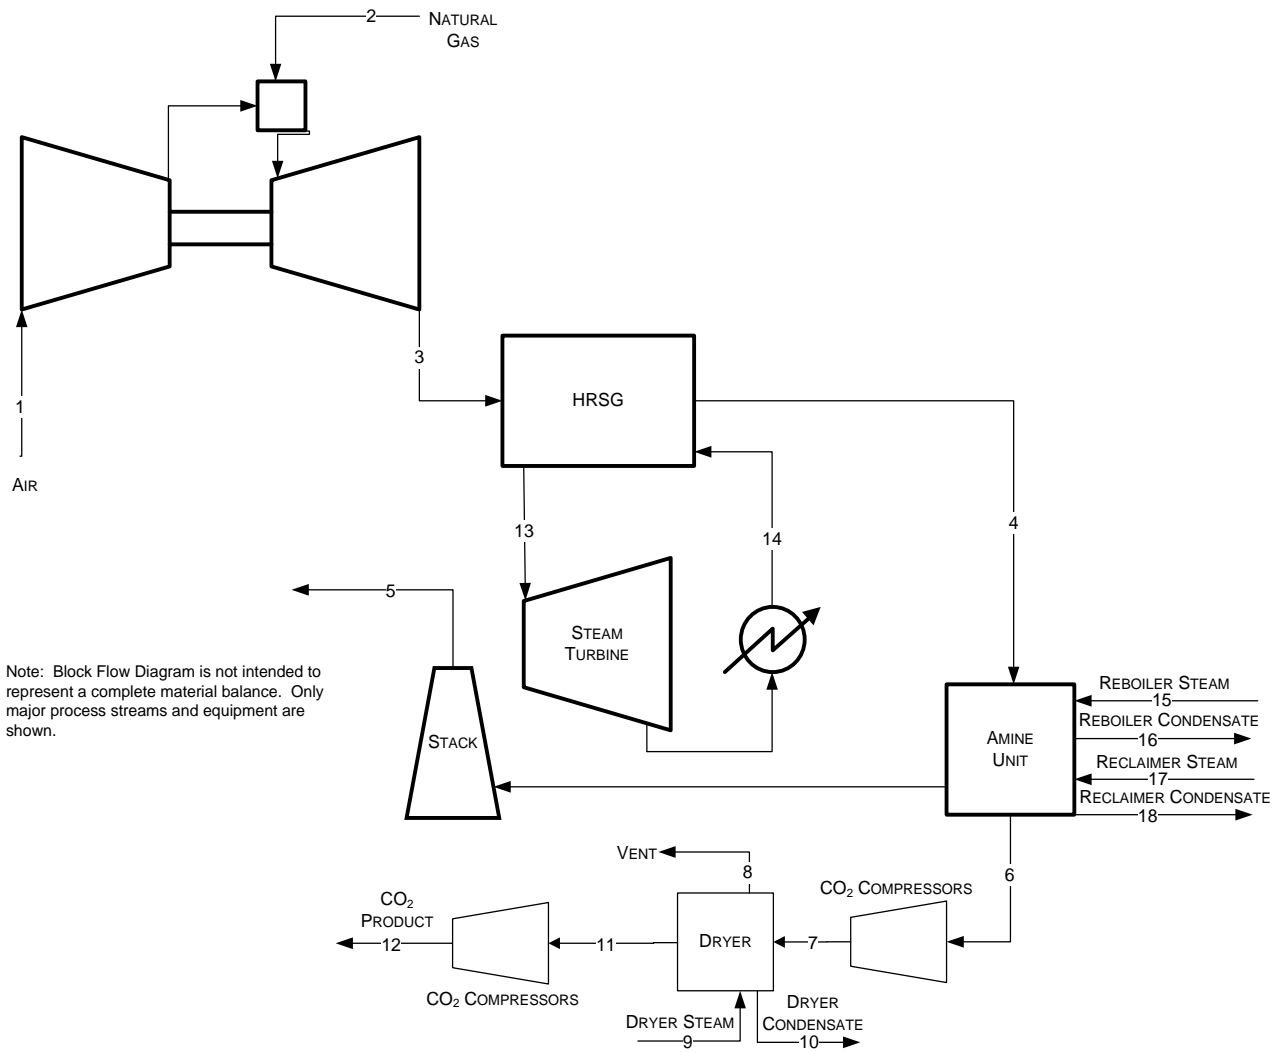 2
NATURAL
GAS
3
HRSG
1
AIR
4
13
14
5
STEAM
TURBINE
Note: Block Flow Diagram is not intended to
represent a complete material balance. Only
major process streams and equipment are
shown.
STACK
AMINE
UNIT
REBOILER STEAM
15
REBOILER CONDENSATE
16
RECLAIMER STEAM
17
RECLAIMER CONDENSATE
18
VENT
8
6
CO₂ COMPRESSORS
CO₂
PRODUCT
12
11
DRYER
7
CO₂ COMPRESSORS
DRYER STEAM
9
DRYER
CONDENSATE
10